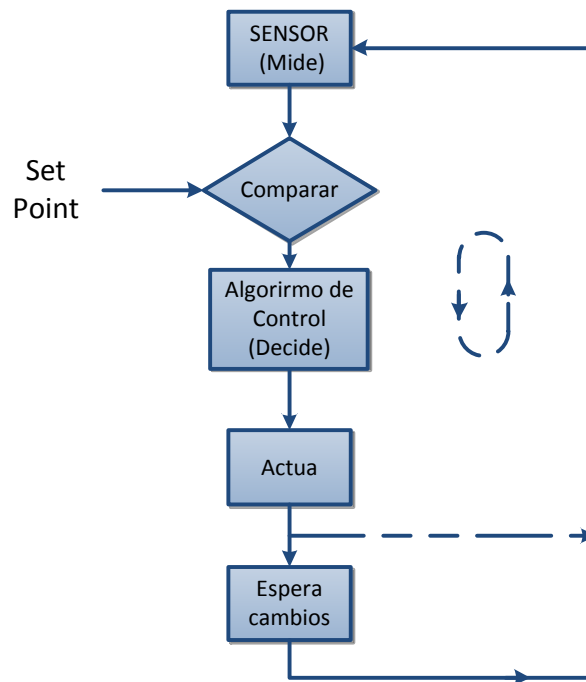 SENSOR
(Mide)
Set
Point
Comparar
Algorirmo de
Control
(Decide)
Actua
Espera
cambios